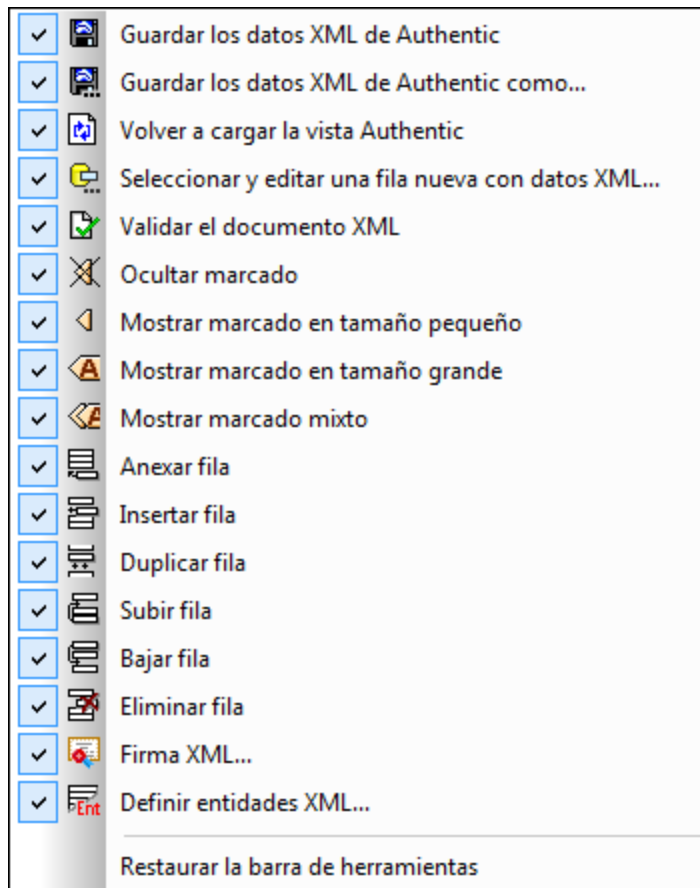 Guardar los datos XML de Authentic
Guardar los datos XML de Authentic como...
Volver a cargar la vista Authentic
Seleccionar y editar una fila nueva con datos XML...
Validar el documento XML
Ocultar marcado
Mostrar marcado en tamaño pequeño
A Mostrar marcado en tamaño grande
A Mostrar marcado mixto
Anexar fila
Insertar fila
Duplicar fila
Subir fila
Bajar fila
Eliminar fila
Firma XML...
Ent Definir entidades XML...
Restaurar la barra de herramientas